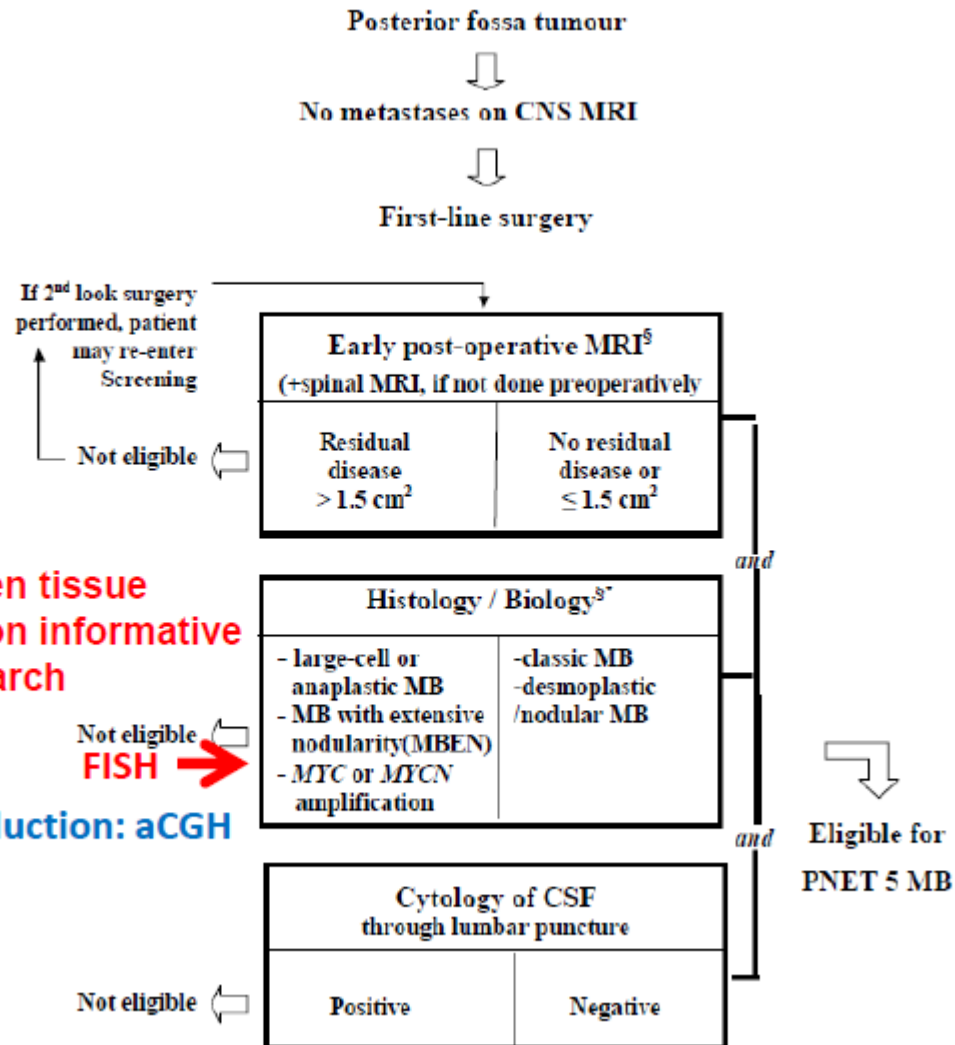 Posterior fossa tumour
No metastases on CNS MRI
First-line surgery
If 2nd look surgery
performed, patient
may re-enter
Screening
Early post-operative MRI§
(+spinal MRI, if not done preoperatively
Not eligible
Residual
disease
> 1.5 cm²
No residual
disease or
≤ 1.5 cm²
and
en tissue
on informative
arch
Histology / Biology§*
- large-cell or
anaplastic MB
- MB with extensive
nodularity(MBEN)
- MYC or MYCN
amplification
-classic MB
-desmoplastic
/nodular MB
Not eligible
FISH
luction: aCGH
and
Eligible for
PNET 5 MB
Cytology of CSF
through lumbar puncture
Not eligible
Positive
Negative